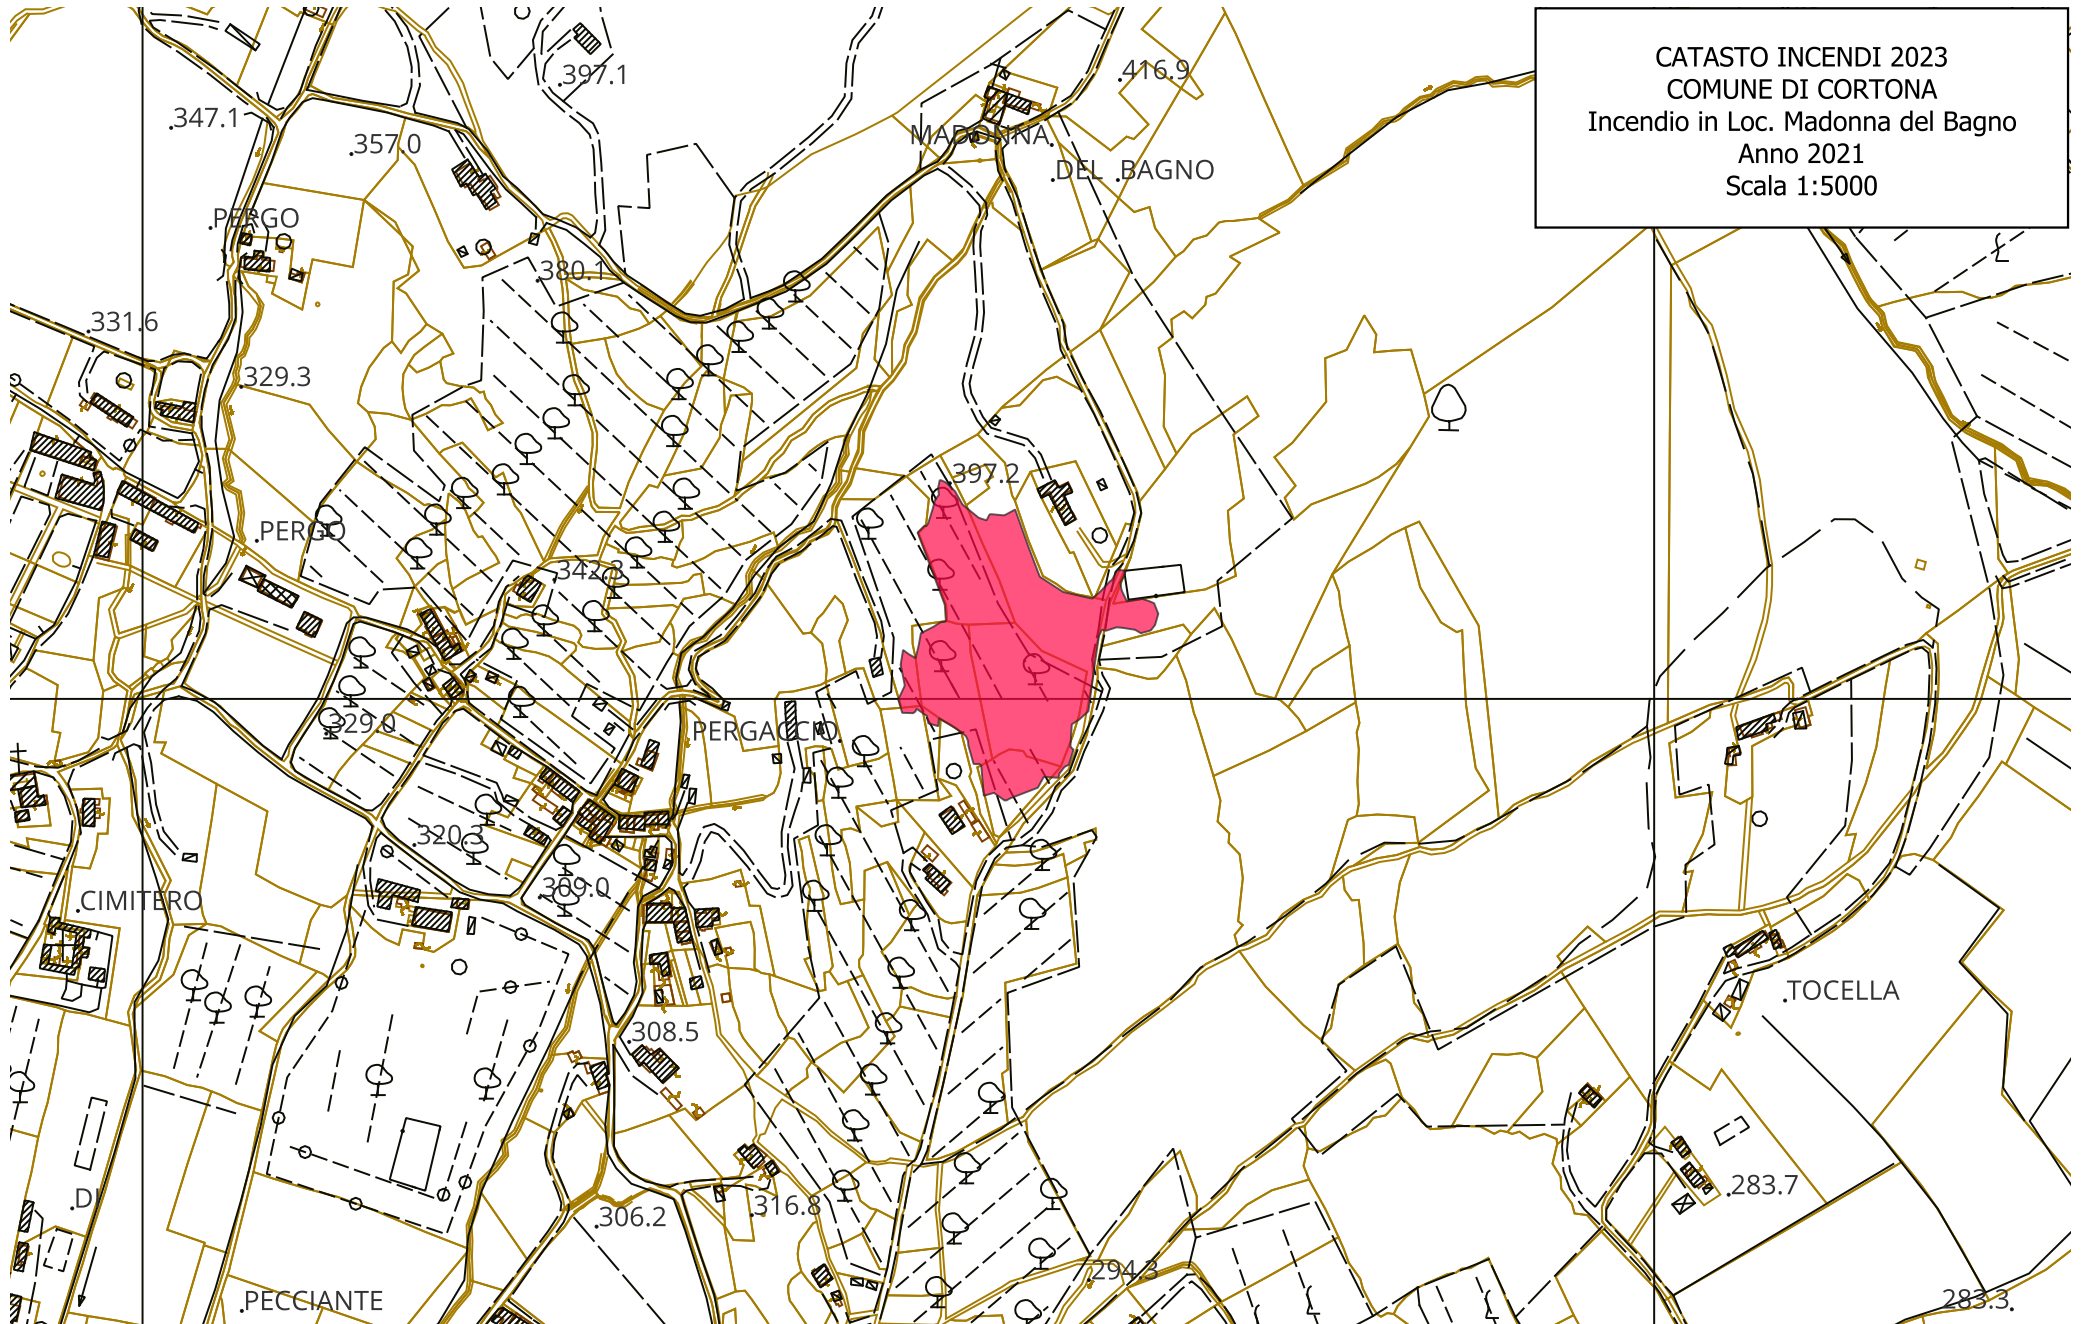 CATASTO INCENDI 2023
COMUNE DI CORTONA
Incendio in Loc. Madonna del Bagno
Anno 2021
Scala 1:5000
397.1
416.9
347.1
357.0
MADONNA
DEL BAGNO
PERGO
380.1
331.6
329.3
397.2
PERGO
342.3
329.0
PERGACCIO
320.3
309.0
CIMITERO
TOCELLA
308.5
DI
283.7
316.8
306.2
294.3
PECCIANTE
283.3